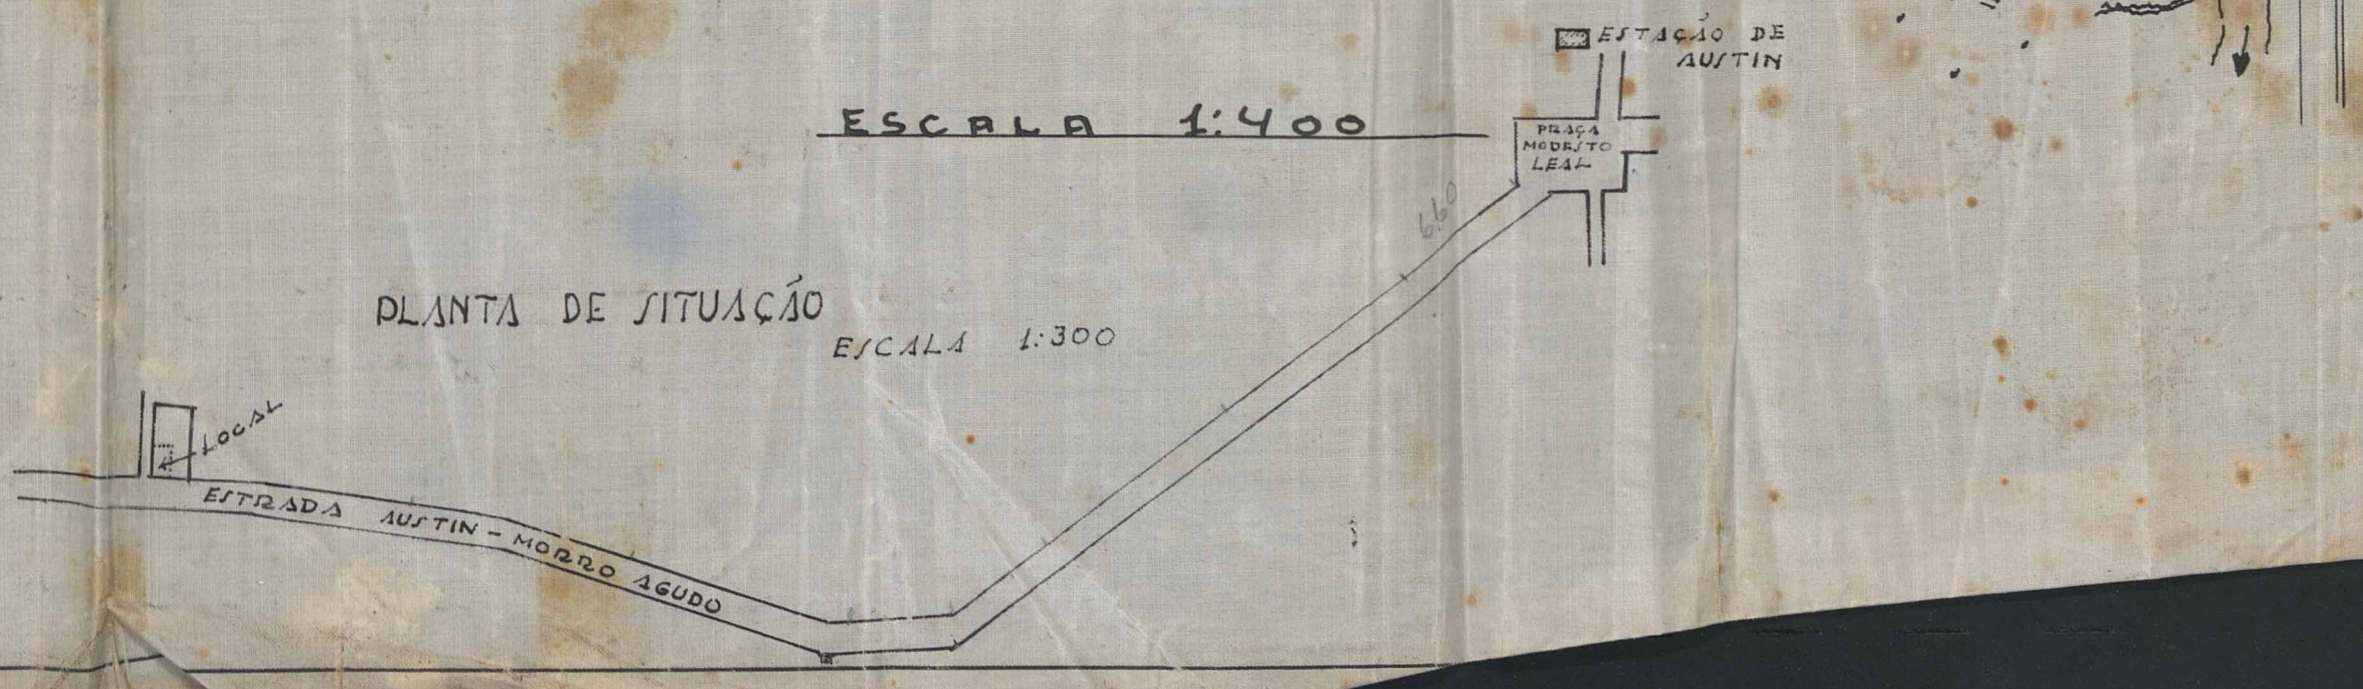 ESTAÇÃO DE
AUSTIN
ESCALA 1:400
PRAÇA
MODESTO
LEAL
6.60
PLANTA DE SITUAÇÃO
ESCALA 1:300
LOCAL
ESTRADA AUSTIN - MORRO AGUDO